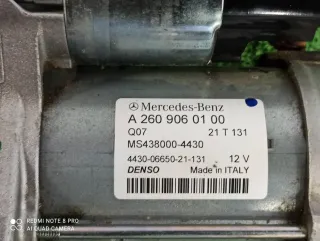 Mercedes-Benz
A 260 906 01 00
Q07 21 T 131
MS438000-4430
4430-06650-21-131 12 V
DENSO Made in ITALY
REDMI NOTE 8 PRO
AI QUAD CAMERA